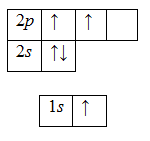 2p ↑ ↑
2s ↑↓
1s ↑